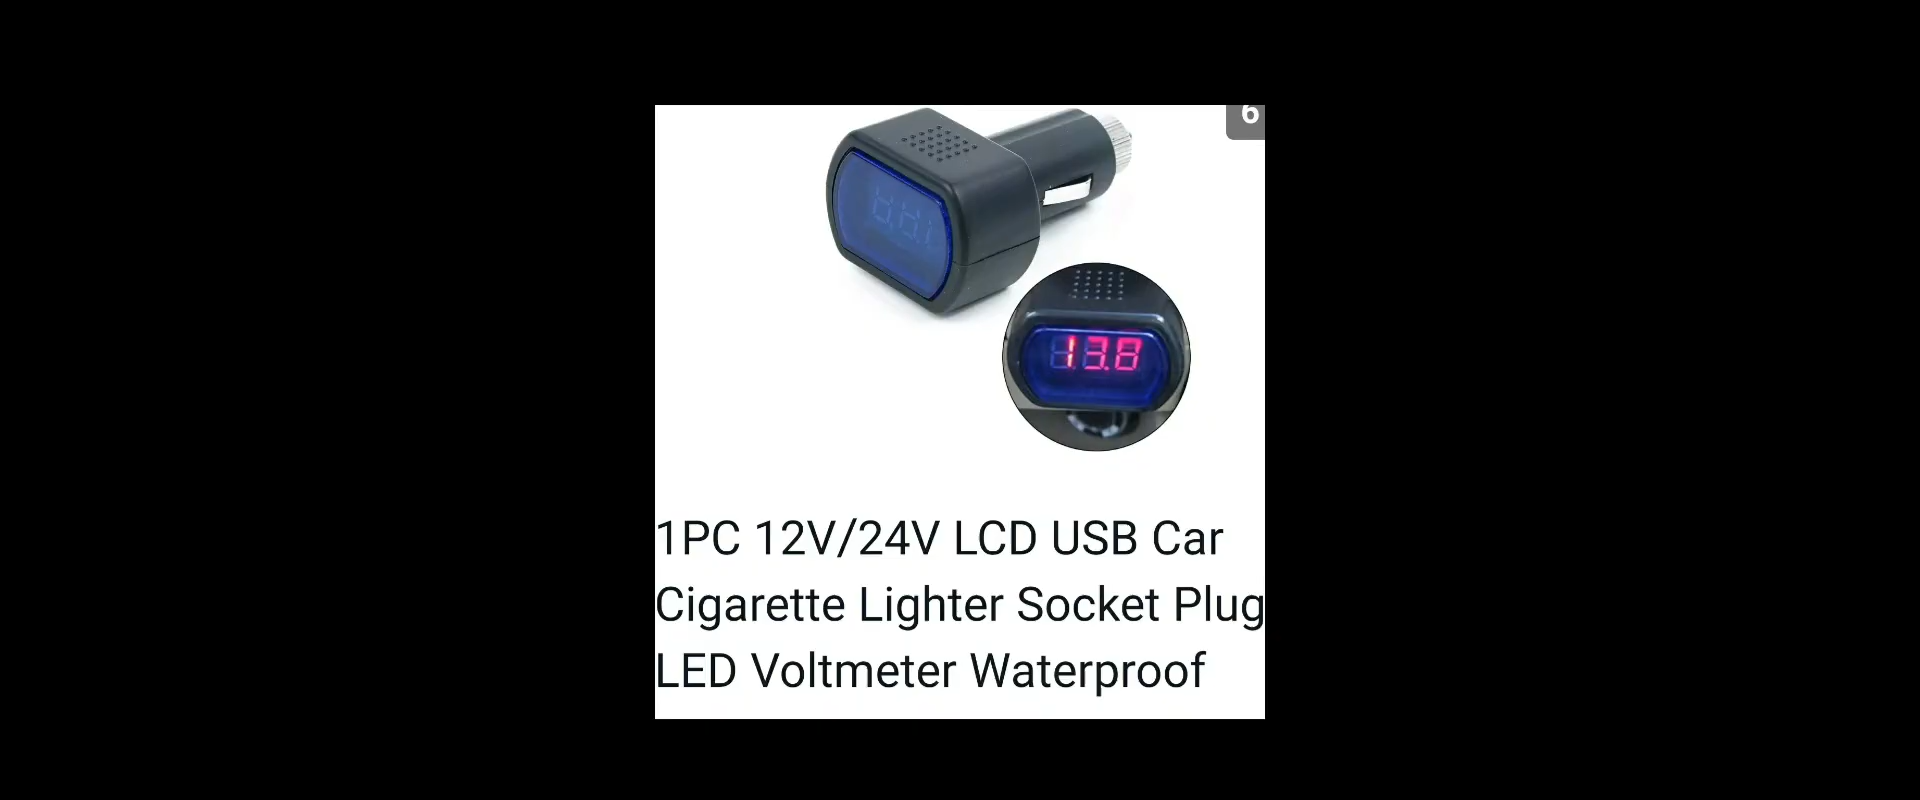 6
13.8
1PC 12V/24V LCD USB Car
Cigarette Lighter Socket Plug
LED Voltmeter Waterproof